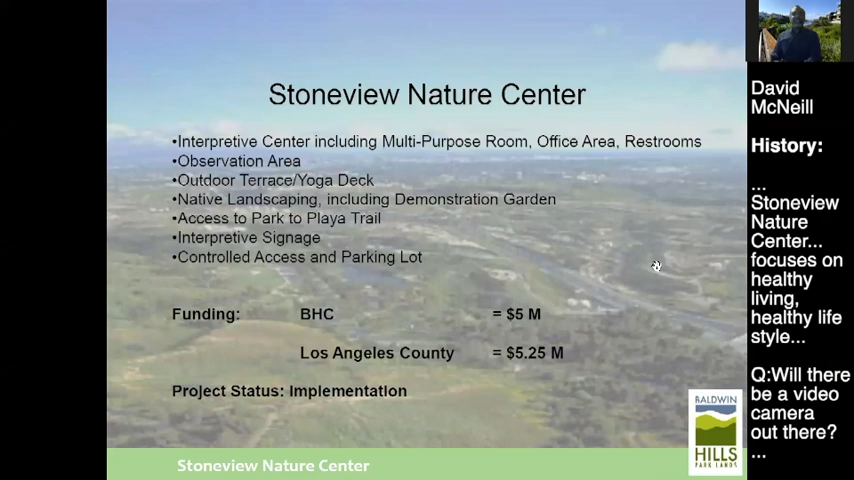 Stoneview Nature Center
•Interpretive Center including Multi-Purpose Room, Office Area, Restrooms
•Observation Area
•Outdoor Terrace/Yoga Deck
•Native Landscaping, including Demonstration Garden
•Access to Park to Playa Trail
•Interpretive Signage
•Controlled Access and Parking Lot
Funding: BHC = $5 M
Los Angeles County = $5.25 M
Project Status: Implementation
Stoneview Nature Center
BALDWIN
HILLS
PARK LANDS
David
McNeill
History:
...
Stoneview
Nature
Center...
focuses on
healthy
living,
healthy life
style...
Q:Will there
be a video
camera
out there?
...